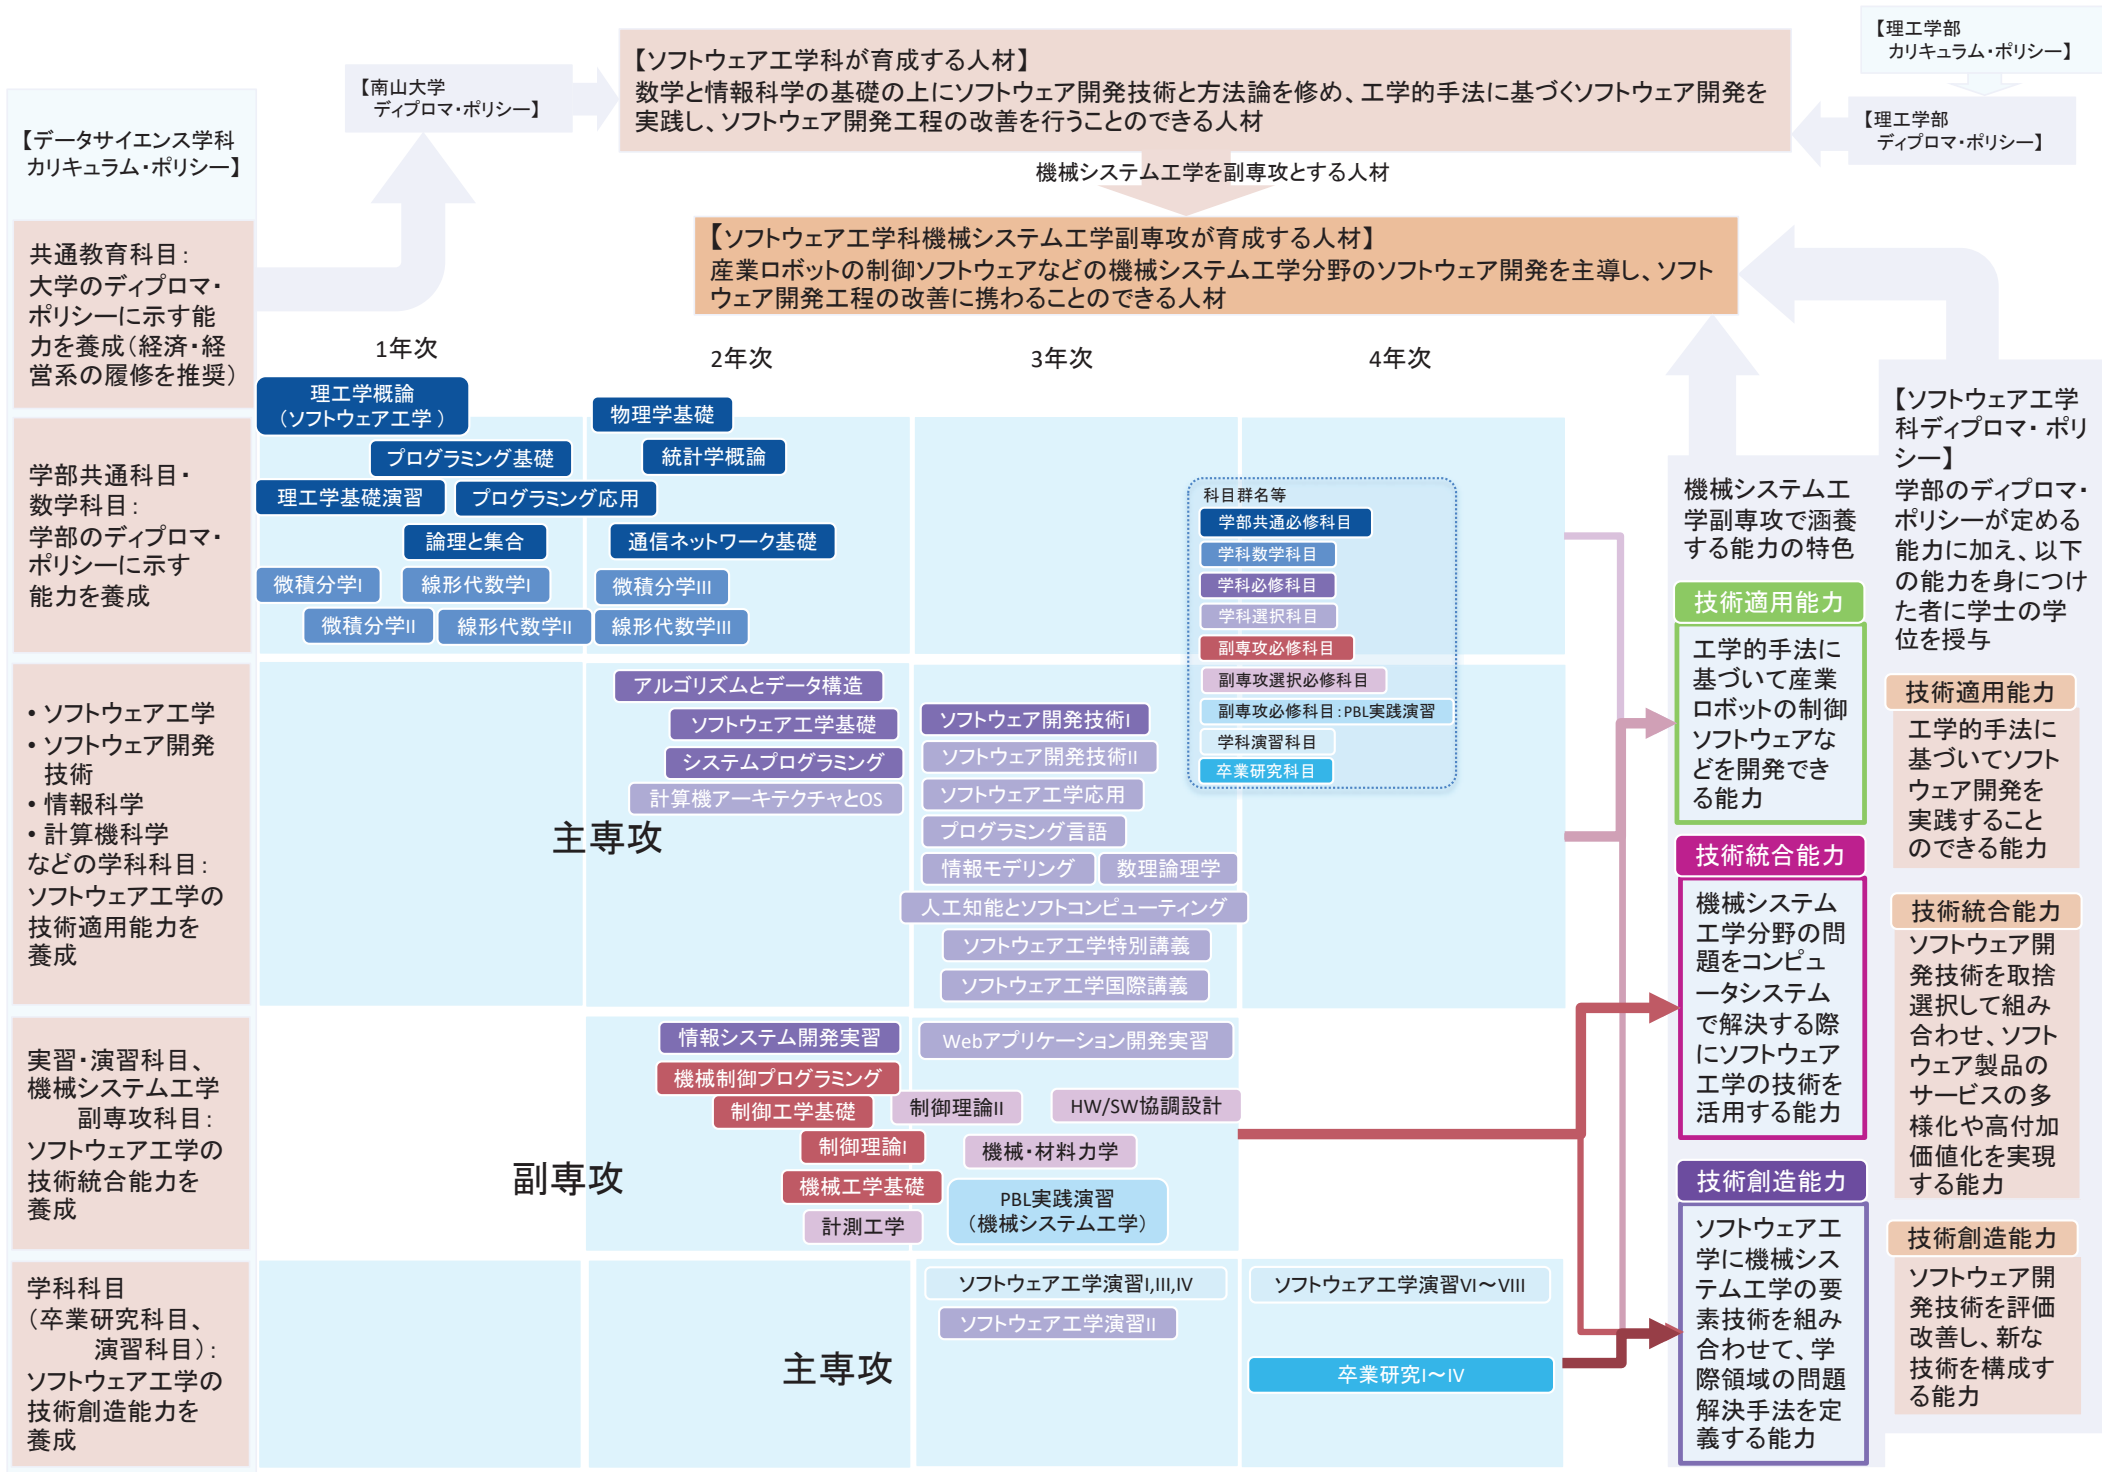 【理工学部
カリキュラム・ポリシー】
【ソフトウェア工学科が育成する人材】
数学と情報科学の基礎の上にソフトウェア開発技術と方法論を修め、工学的手法に基づくソフトウェア開発を
実践し、ソフトウェア開発工程の改善を行うことのできる人材
【南山大学
ディプロマ・ポリシー】
【理工学部
ディプロマ・ポリシー】
【データサイエンス学科
カリキュラム・ポリシー】
機械システム工学を副専攻とする人材
【ソフトウェア工学科機械システム工学副専攻が育成する人材】
産業ロボットの制御ソフトウェアなどの機械システム工学分野のソフトウェア開発を主導し、ソフト
ウェア開発工程の改善に携わることのできる人材
共通教育科目：
大学のディプロマ・
ポリシーに示す能
力を養成（経済・経
営系の履修を推奨）
1年次
2年次
3年次
4年次
学部共通科目・
数学科目：
学部のディプロマ・
ポリシーに示す
能力を養成
理工学概論
（ソフトウェア工学）
物理学基礎
プログラミング基礎
統計学概論
理工学基礎演習
プログラミング応用
論理と集合
通信ネットワーク基礎
微積分学I
線形代数学I
微積分学III
微積分学II
線形代数学II
線形代数学III
科目群名等
学部共通必修科目
学科数学科目
学科必修科目
学科選択科目
副専攻必修科目
副専攻選択必修科目
副専攻必修科目：PBL実践演習
学科演習科目
卒業研究科目
• ソフトウェア工学
• ソフトウェア開発
技術
• 情報科学
• 計算機科学
などの学科科目：
ソフトウェア工学の
技術適用能力を
養成
主専攻
アルゴリズムとデータ構造
ソフトウェア工学基礎
システムプログラミング
計算機アーキテクチャとOS
ソフトウェア開発技術I
ソフトウェア開発技術II
ソフトウェア工学応用
プログラミング言語
情報モデリング
数理論理学
人工知能とソフトコンピューティング
ソフトウェア工学特別講義
ソフトウェア工学国際講義
実習・演習科目、
機械システム工学
副専攻科目：
ソフトウェア工学の
技術統合能力を
養成
副専攻
情報システム開発実習
Webアプリケーション開発実習
機械制御プログラミング
制御工学基礎
制御理論II
HW/SW協調設計
制御理論I
機械・材料力学
機械工学基礎
PBL実践演習
（機械システム工学）
計測工学
学科科目
（卒業研究科目、
演習科目）：
ソフトウェア工学の
技術創造能力を
養成
主専攻
ソフトウェア工学演習I,III,IV
ソフトウェア工学演習VI～VIII
ソフトウェア工学演習II
卒業研究I～IV
機械システム工
学副専攻で涵養
する能力の特色
技術適用能力
工学的手法に
基づいて産業
ロボットの制御
ソフトウェアな
どを開発でき
る能力
技術統合能力
機械システム
工学分野の問
題をコンピュ
ータシステム
で解決する際
にソフトウェア
工学の技術を
活用する能力
技術創造能力
ソフトウェア工
学に機械シス
テム工学の要
素技術を組み
合わせて、学
際領域の問題
解決手法を定
義する能力
【ソフトウェア工学
科ディプロマ・ ポリ
シー】
学部のディプロマ・
ポリシーが定める
能力に加え、以下
の能力を身につけ
た者に学士の学
位を授与
技術適用能力
工学的手法に
基づいてソフト
ウェア開発を
実践すること
のできる能力
技術統合能力
ソフトウェア開
発技術を取捨
選択して組み
合わせ、ソフト
ウェア製品の
サービスの多
様化や高付加
価値化を実現
する能力
技術創造能力
ソフトウェア開
発技術を評価
改善し、新な
技術を構成す
る能力